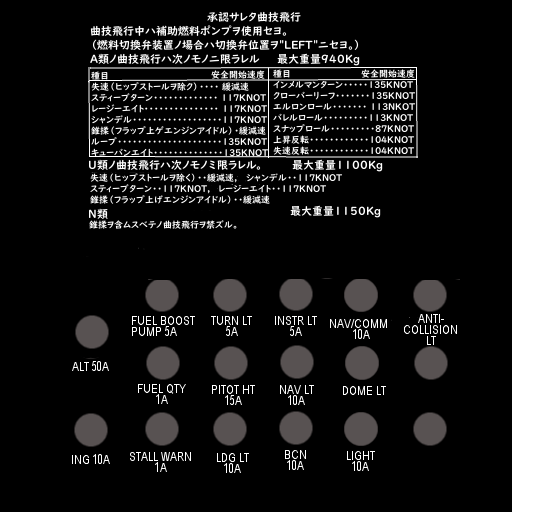 承認サレタ曲技飛行
曲技飛行中ハ補助燃料ポンプヲ使用セヨ。
(燃料切換弁装置ノ場合ハ切換弁位置ヲ"LEFT"ニセヨ。)
A類ノ曲技飛行ハ次ノモノニ限ラレル 最大重量940Kg
種目 安全開始速度
失速(ヒップストールヲ除ク)・・・・緩減速
スティープターン・・・・・・・・・・117KNOT
レージーエイト・・・・・・・・・・・117KNOT
シャンデル・・・・・・・・・・・・・117KNOT
錐揉(フラップ上ゲエンジンアイドル)・緩減速
ループ・・・・・・・・・・・・・・・135KNOT
キューバンエイト・・・・・・・・・・135KNOT
種目 安全開始速度
インメルマンターン・・・・・135KNOT
クローバーリーフ・・・・・・・135KNOT
エルロンロール・・・・・・・113NKOT
バレルロール・・・・・・・・・113KNOT
スナップロール・・・・・・・・・87KNOT
上昇反転・・・・・・・・・・・104KNOT
失速反転・・・・・・・・・・・104KNOT
U類ノ曲技飛行ハ次ノモノミ限ラレル。 最大重量1100Kg
失速(ヒップストールヲ除く)・・緩減速, シャンデル・・117KNOT
スティープターン・・117KNOT, レージーエイト・・117KNOT
錐揉(フラップ上げエンジンアイドル)・・緩減速
N類 最大重量1150Kg
錐揉ヲ含ムスベテノ曲技飛行ヲ禁ズル。
FUEL BOOST
PUMP 5A
TURN LT
5A
INSTR LT
5A
NAV/COMM
10A
ANTI-
COLLISION
LT
ALT 50A
FUEL QTY
1A
PITOT HT
15A
NAV LT
10A
DOME LT
ING 10A
STALL WARN
1A
LDG LT
10A
BCN
10A
LIGHT
10A